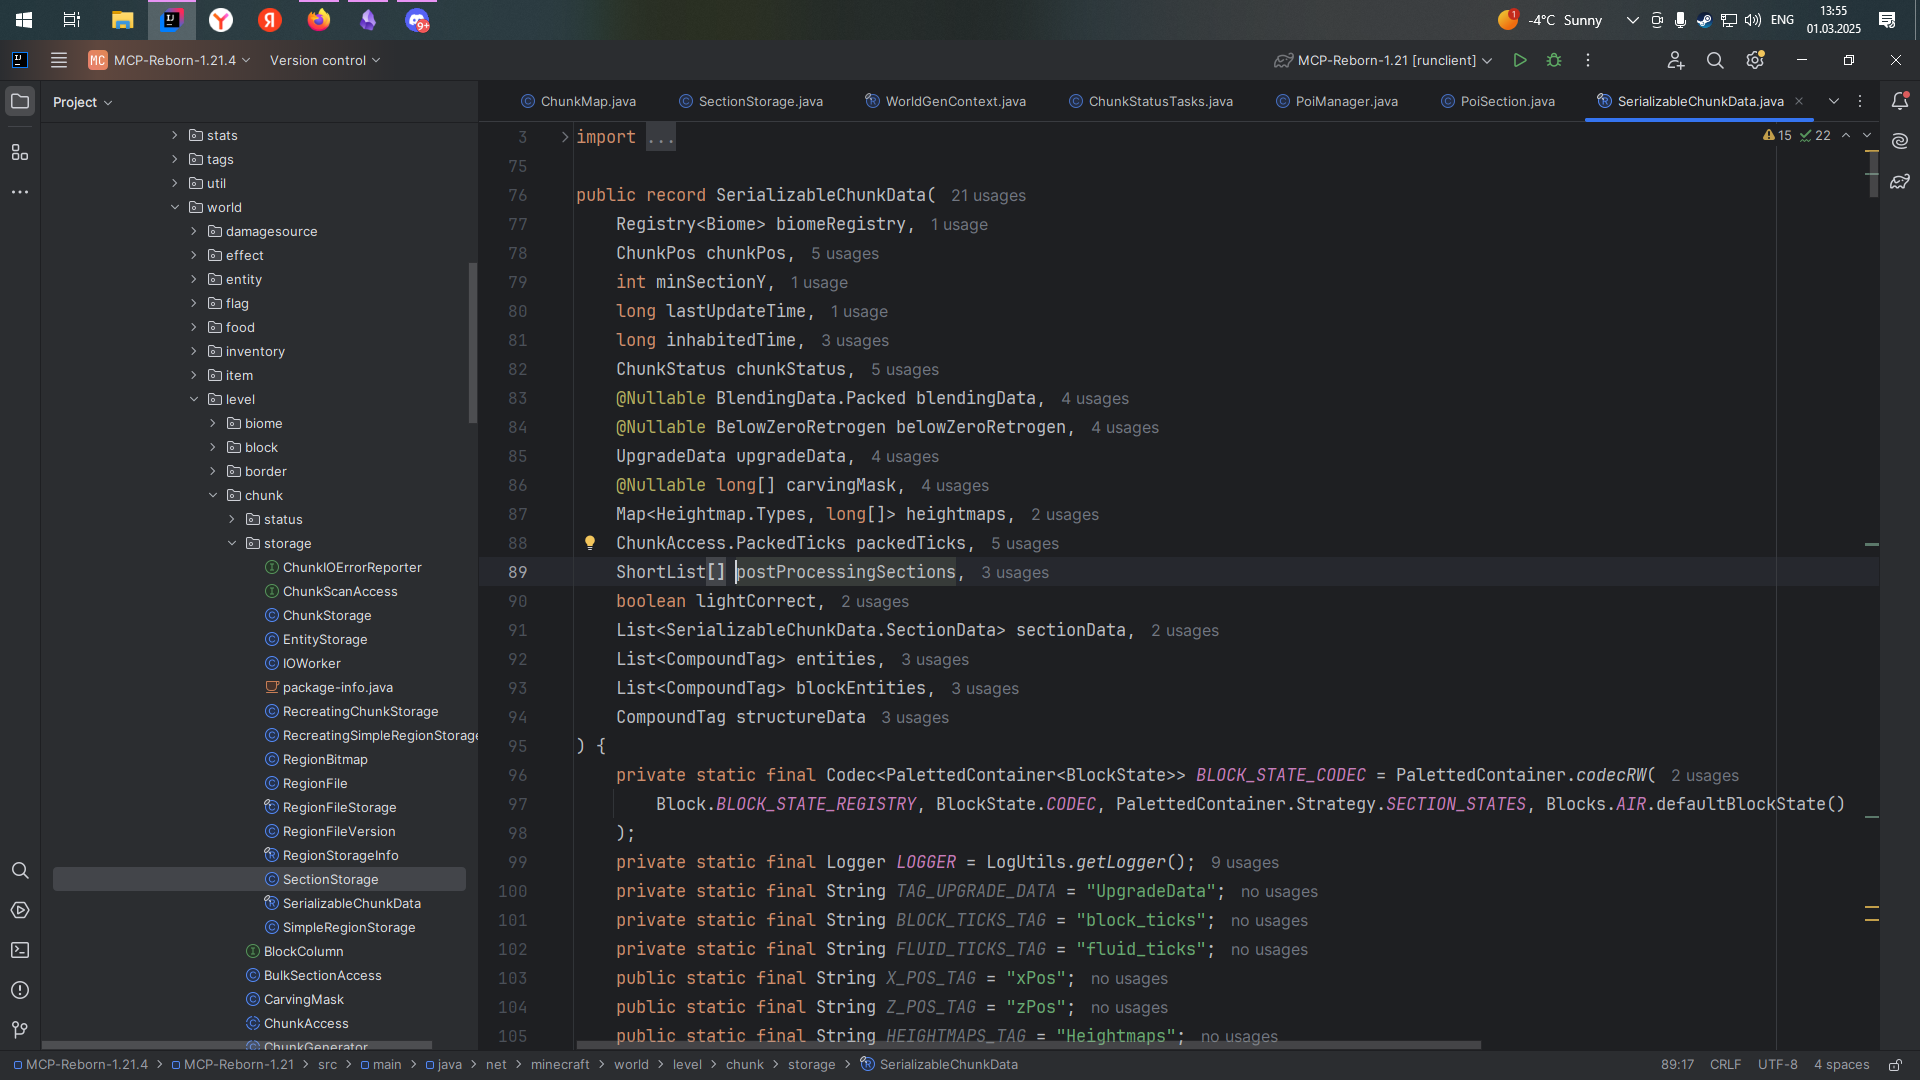 -4°C Sunny
ENG
13:55
01.03.2025
MC MCP-Reborn-1.21.4
Version control
MCP-Reborn-1.21 [runclient]
Project
ChunkMap.java
SectionStorage.java
WorldGenContext.java
ChunkStatusTasks.java
PoiManager.java
PoiSection.java
SerializableChunkData.java
15 22
stats
tags
util
world
damagesource
effect
entity
flag
food
inventory
item
level
biome
block
border
chunk
status
storage
ChunkIOErrorReporter
ChunkScanAccess
ChunkStorage
EntityStorage
IOWorker
package-info.java
RecreatingChunkStorage
RecreatingSimpleRegionStorage
RegionBitmap
RegionFile
RegionFileStorage
RegionFileVersion
RegionStorageInfo
SectionStorage
SerializableChunkData
SimpleRegionStorage
BlockColumn
BulkSectionAccess
CarvingMask
ChunkAccess
ChunkGenerator
3 import ...
75
76 public record SerializableChunkData( 21 usages
77 Registry<Biome> biomeRegistry, 1 usage
78 ChunkPos chunkPos, 5 usages
79 int minSectionY, 1 usage
80 long lastUpdateTime, 1 usage
81 long inhabitedTime, 3 usages
82 ChunkStatus chunkStatus, 5 usages
83 @Nullable BlendingData.Packed blendingData, 4 usages
84 @Nullable BelowZeroRetrogen belowZeroRetrogen, 4 usages
85 UpgradeData upgradeData, 4 usages
86 @Nullable long[] carvingMask, 4 usages
87 Map<Heightmap.Types, long[]> heightmaps, 2 usages
88 ChunkAccess.PackedTicks packedTicks, 5 usages
89 ShortList[] postProcessingSections, 3 usages
90 boolean lightCorrect, 2 usages
91 List<SerializableChunkData.SectionData> sectionData, 2 usages
92 List<CompoundTag> entities, 3 usages
93 List<CompoundTag> blockEntities, 3 usages
94 CompoundTag structureData 3 usages
95 ) {
96 private static final Codec<PalettedContainer<BlockState>> BLOCK_STATE_CODEC = PalettedContainer.codecRW( 2 usages
97 Block.BLOCK_STATE_REGISTRY, BlockState.CODEC, PalettedContainer.Strategy.SECTION_STATES, Blocks.AIR.defaultBlockState()
98 );
99 private static final Logger LOGGER = LogUtils.getLogger(); 9 usages
100 private static final String TAG_UPGRADE_DATA = "UpgradeData"; no usages
101 private static final String BLOCK_TICKS_TAG = "block_ticks"; no usages
102 private static final String FLUID_TICKS_TAG = "fluid_ticks"; no usages
103 public static final String X_POS_TAG = "xPos"; no usages
104 public static final String Z_POS_TAG = "zPos"; no usages
105 public static final String HEIGHTMAPS_TAG = "Heightmaps"; no usages
MCP-Reborn-1.21.4 > MCP-Reborn-1.21 > src > main > java > net > minecraft > world > level > chunk > storage > SerializableChunkData
89:17 CRLF UTF-8 4 spaces